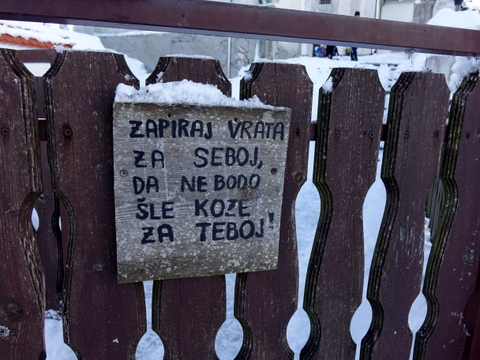 ZAPIRAJ VRATA
ZA SEBOJ,
DA NE BODO
ŠLE KOZE
ZA TEBOJ!